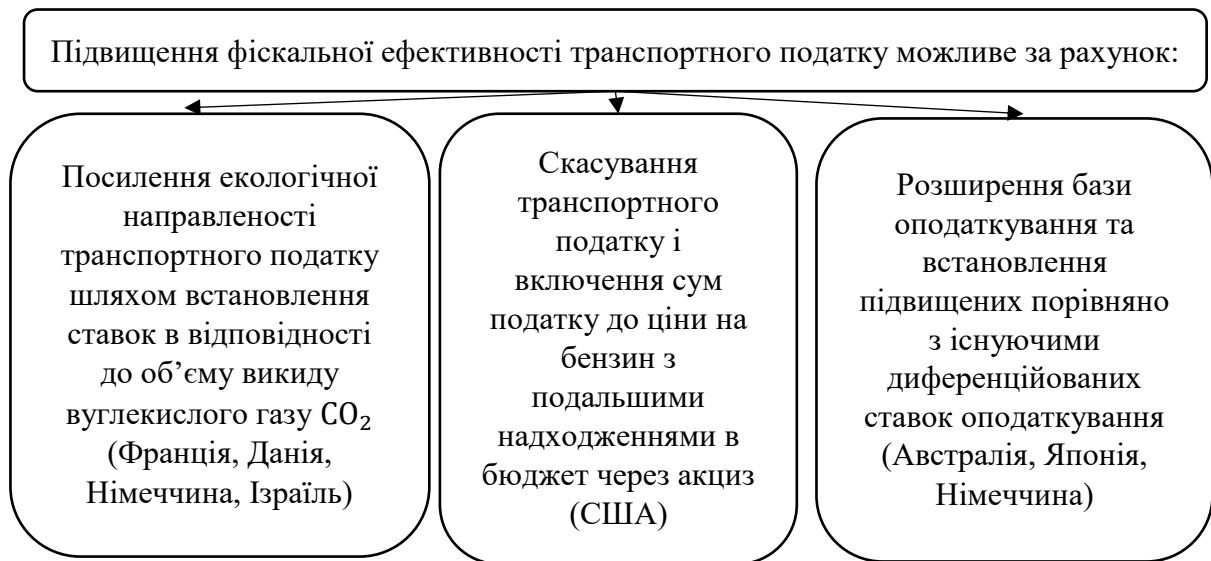 Підвищення фіскальної ефективності транспортного податку можливе за рахунок:
Посилення екологічної
направленості
транспортного податку
шляхом встановлення
ставок в відповідності
до об’єму викиду
вуглекислого газу CO₂
(Франція, Данія,
Німеччина, Ізраїль)
Скасування
транспортного
податку і
включення сум
податку до ціни на
бензин з
подальшими
надходженнями в
бюджет через акциз
(США)
Розширення бази
оподаткування та
встановлення
підвищених порівняно
з існуючими
диференційованих
ставок оподаткування
(Австралія, Японія,
Німеччина)